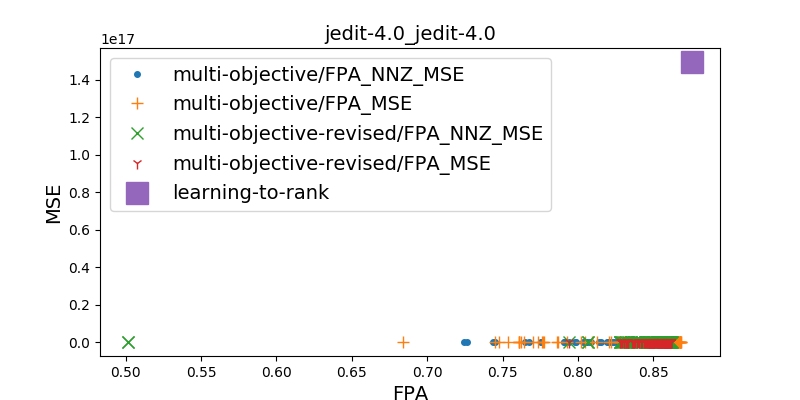 jedit-4.0_jedit-4.0
1e17
multi-objective/FPA_NNZ_MSE
multi-objective/FPA_MSE
multi-objective-revised/FPA_NNZ_MSE
multi-objective-revised/FPA_MSE
learning-to-rank
MSE
1.4
1.2
1.0
0.8
0.6
0.4
0.2
0.0
0.50 0.55 0.60 0.65 0.70 0.75 0.80 0.85
FPA